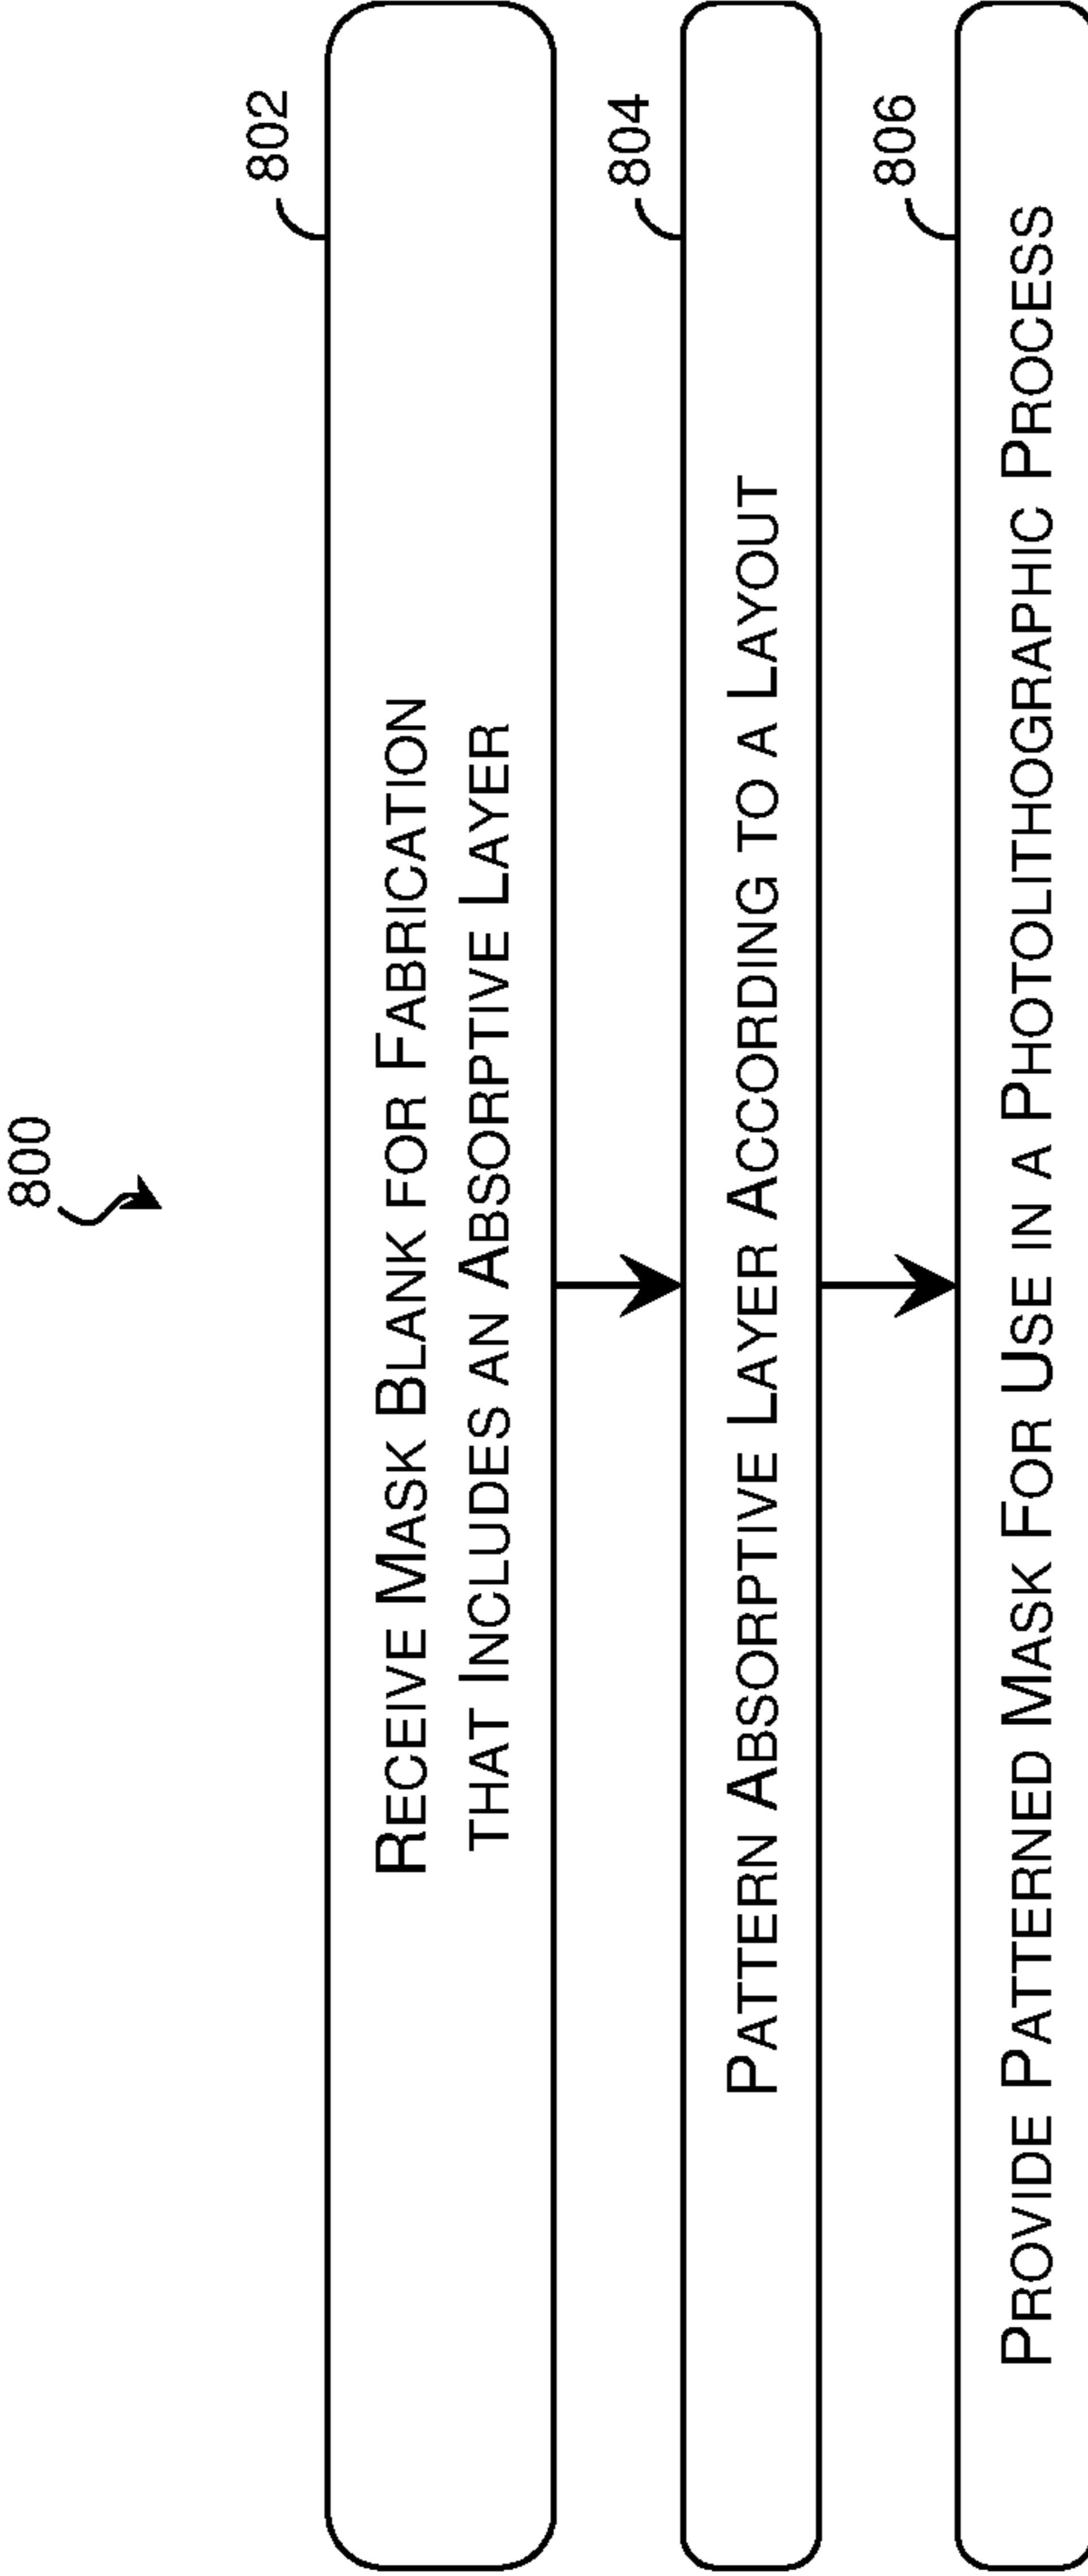 800
802
RECEIVE MASK BLANK FOR FABRICATION
THAT INCLUDES AN ABSORPTIVE LAYER
804
PATTERN ABSORPTIVE LAYER ACCORDING TO A LAYOUT
806
PROVIDE PATTERNED MASK FOR USE IN A PHOTOLITHOGRAPHIC PROCESS